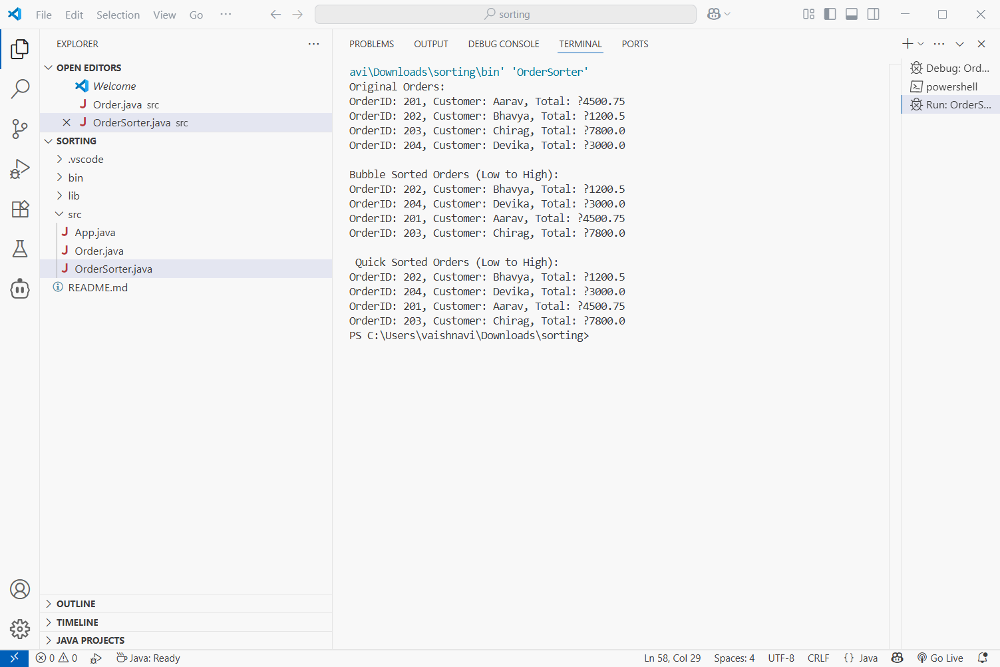 File Edit Selection View Go ···
sorting
EXPLORER
OPEN EDITORS
Welcome
Order.java src
OrderSorter.java src
SORTING
.vscode
bin
lib
src
App.java
Order.java
OrderSorter.java
README.md
OUTLINE
TIMELINE
JAVA PROJECTS
PROBLEMS OUTPUT DEBUG CONSOLE TERMINAL PORTS
avi\Downloads\sorting\bin' 'OrderSorter'
Original Orders:
OrderID: 201, Customer: Aarav, Total: ?4500.75
OrderID: 202, Customer: Bhavya, Total: ?1200.5
OrderID: 203, Customer: Chirag, Total: ?7800.0
OrderID: 204, Customer: Devika, Total: ?3000.0
Bubble Sorted Orders (Low to High):
OrderID: 202, Customer: Bhavya, Total: ?1200.5
OrderID: 204, Customer: Devika, Total: ?3000.0
OrderID: 201, Customer: Aarav, Total: ?4500.75
OrderID: 203, Customer: Chirag, Total: ?7800.0
Quick Sorted Orders (Low to High):
OrderID: 202, Customer: Bhavya, Total: ?1200.5
OrderID: 204, Customer: Devika, Total: ?3000.0
OrderID: 201, Customer: Aarav, Total: ?4500.75
OrderID: 203, Customer: Chirag, Total: ?7800.0
PS C:\Users\vaishnavi\Downloads\sorting>
Debug: Ord...
powershell
Run: OrderS...
0 0 Java: Ready Ln 58, Col 29 Spaces: 4 UTF-8 CRLF {} Java Go Live